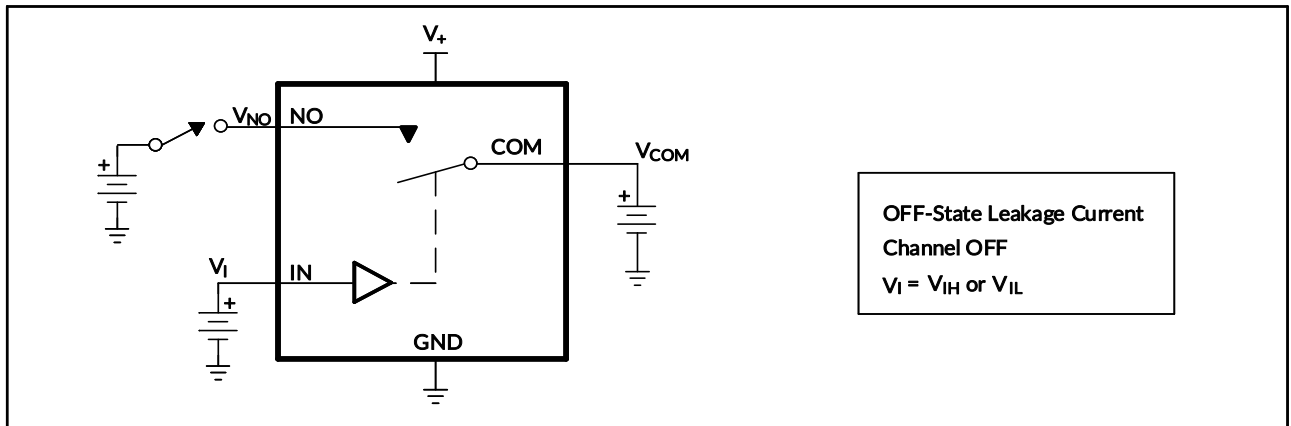 V+
VNO NO
+
COM
VCOM
+
VI IN
+
GND
OFF-State Leakage Current
Channel OFF
VI = VIH or VIL